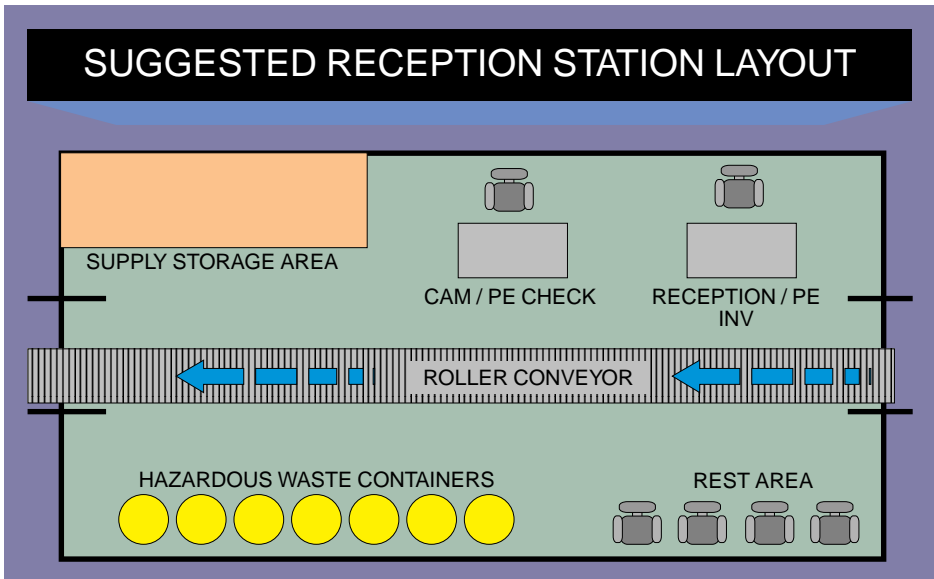 SUGGESTED RECEPTION STATION LAYOUT
SUPPLY STORAGE AREA
CAM / PE CHECK
RECEPTION / PE
INV
ROLLER CONVEYOR
HAZARDOUS WASTE CONTAINERS
REST AREA